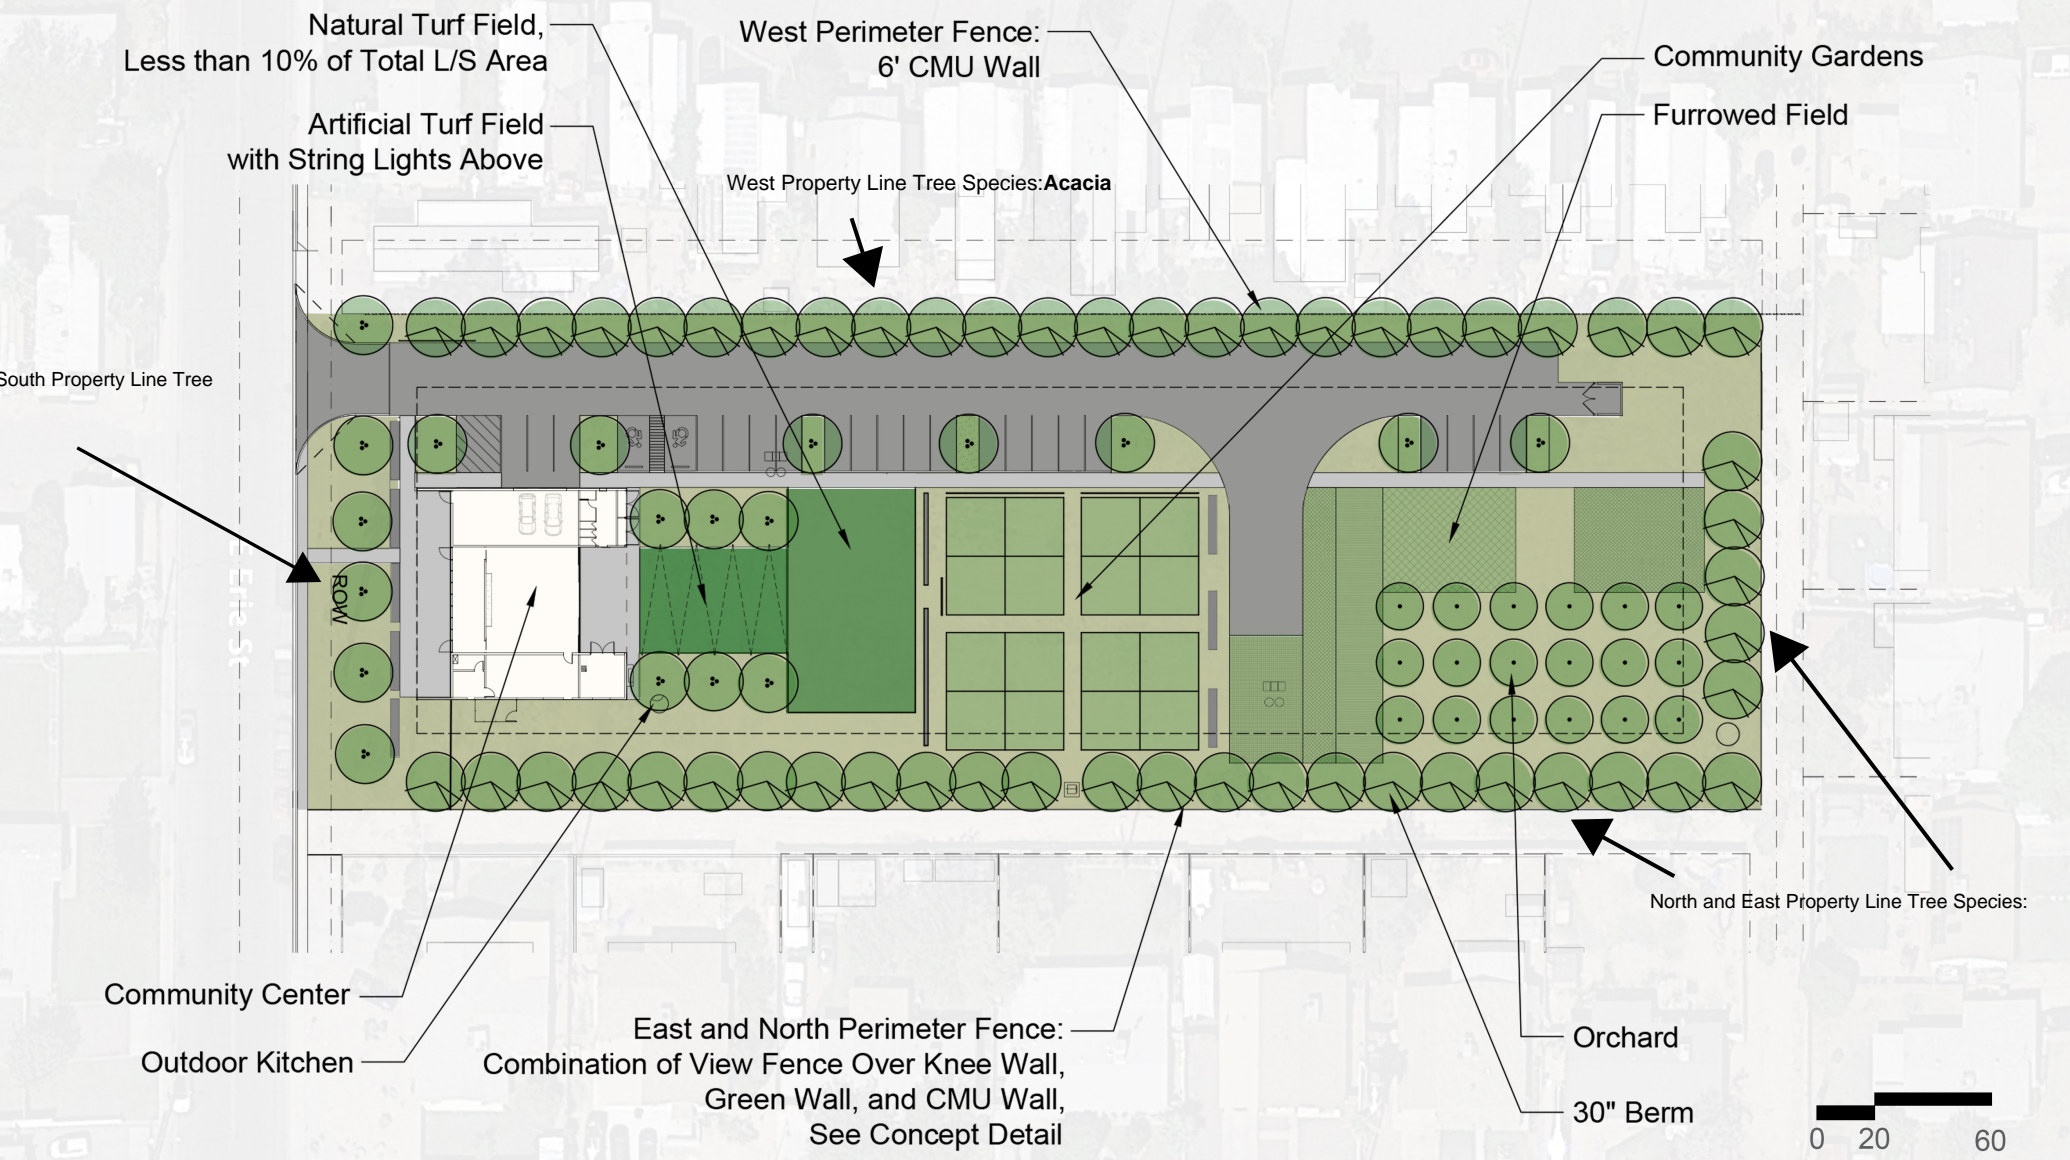 Natural Turf Field,
Less than 10% of Total L/S Area
West Perimeter Fence:
6' CMU Wall
Community Gardens
Furrowed Field
Artificial Turf Field
with String Lights Above
West Property Line Tree Species:Acacia
South Property Line Tree
E Erie St
ROW
Community Center
Outdoor Kitchen
East and North Perimeter Fence:
Combination of View Fence Over Knee Wall,
Green Wall, and CMU Wall,
See Concept Detail
North and East Property Line Tree Species:
Orchard
30" Berm
0 20 60